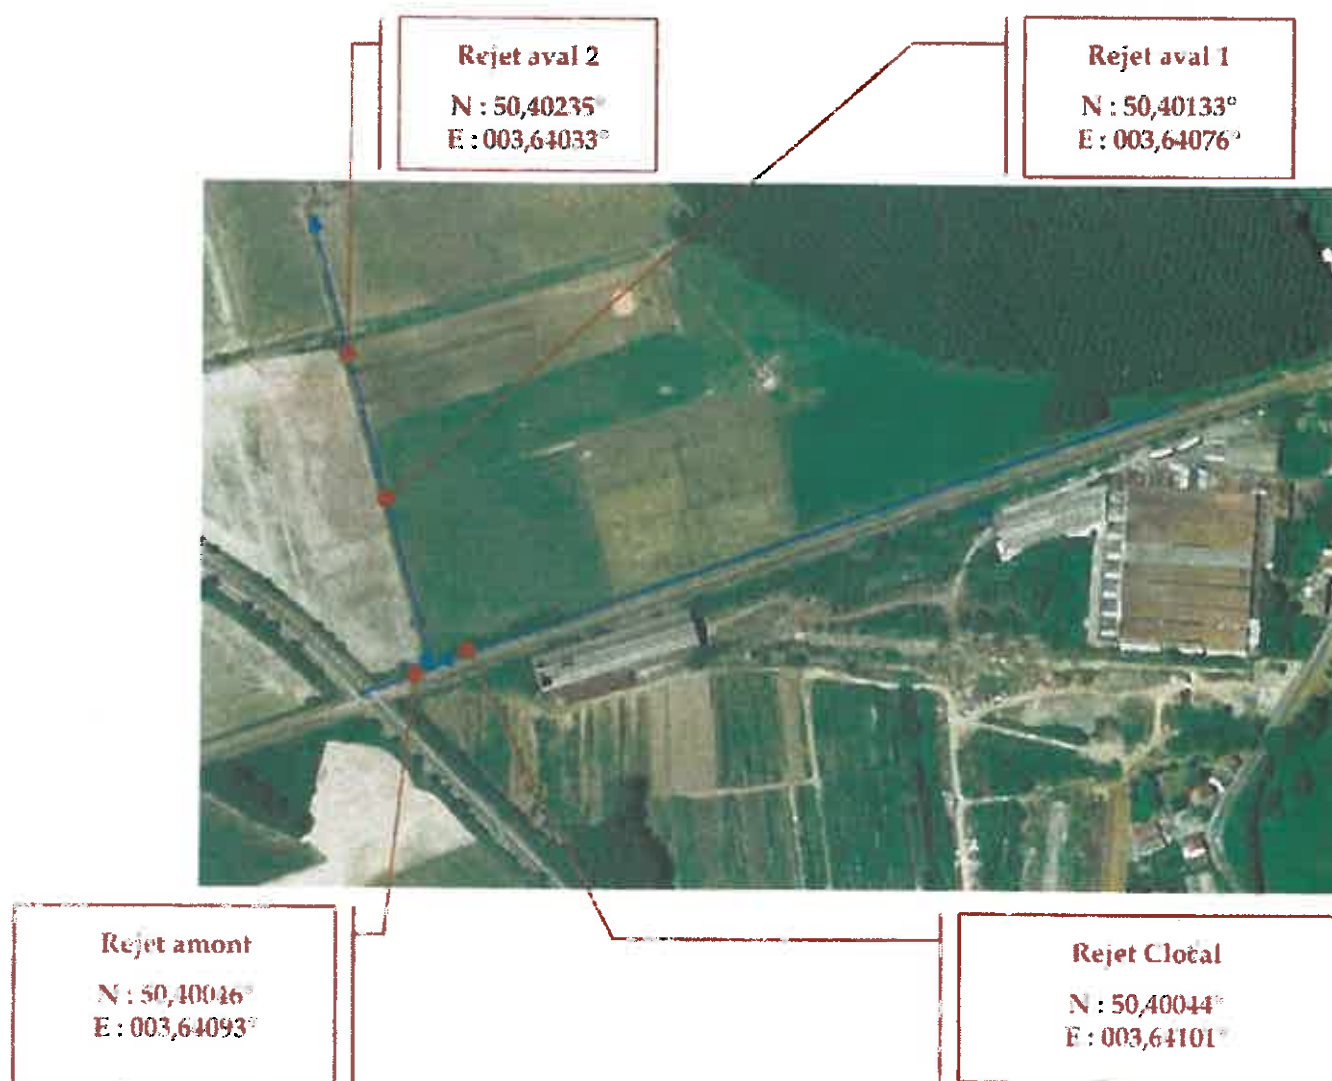 Rejet aval 2
N : 50,40235°
E : 003,64033°
Rejet aval 1
N : 50,40133°
E : 003,64076°
Rejet amont
N : 50,40046°
E : 003,64093°
Rejet Clocal
N : 50,40044°
E : 003,64101°